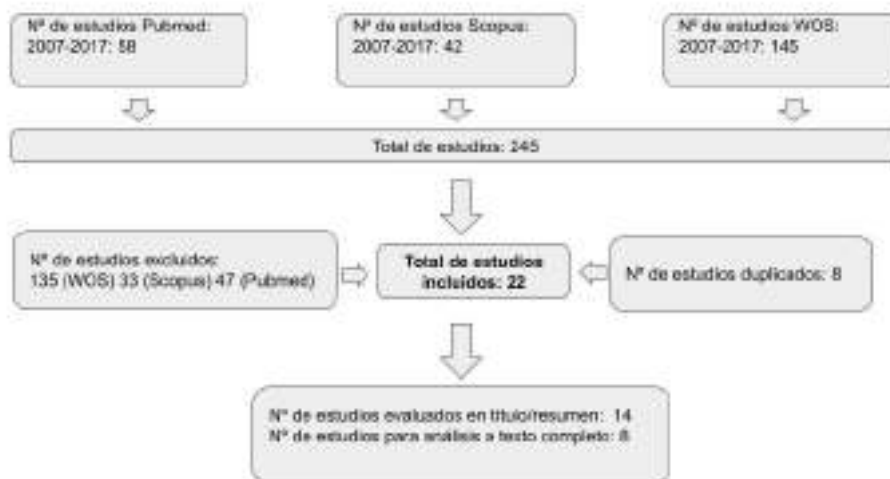 Nº de estudios Pubmed:
2007-2017: 58
Nº de estudios Scopus:
2007-2017: 42
Nº de estudios WOS:
2007-2017: 145
Total de estudios: 245
Nº de estudios excluidos:
135 (WOS) 33 (Scopus) 47 (Pubmed)
Total de estudios
incluidos: 22
Nº de estudios duplicados: 8
Nº de estudios evaluados en título/resumen: 14
Nº de estudios para análisis a texto completo: 8